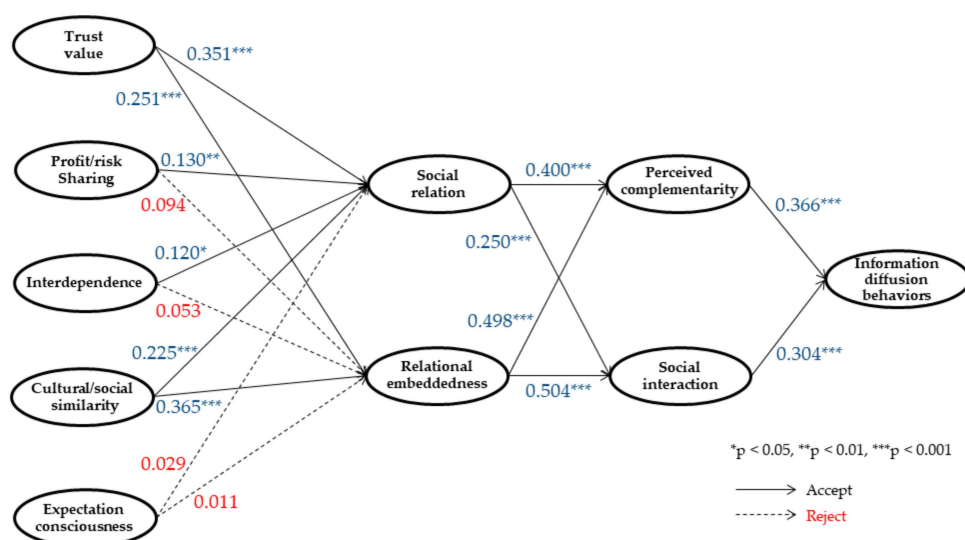 Trust
value
0.351***
0.251***
Profit/risk
Sharing
0.130**
0.094
Social
relation
0.400***
Perceived
complementarity
0.366***
0.120*
0.250***
Interdependence
0.053
Information
diffusion
behaviors
0.498***
0.225***
0.304***
Cultural/social
similarity
0.365***
Relational
embeddedness
0.504***
Social
interaction
0.029
0.011
Expectation
consciousness
*p < 0.05, **p < 0.01, ***p < 0.001
Accept
Reject